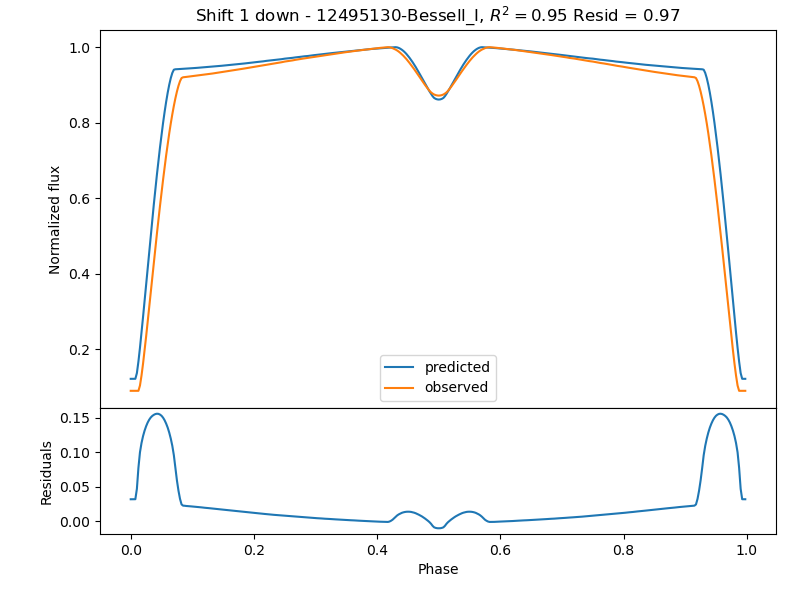 Shift 1 down - 12495130-Bessell_I, $R^2 = 0.95$ Resid = 0.97
Normalized flux
1.0
0.8
0.6
0.4
0.2
predicted
observed
Residuals
0.15
0.10
0.05
0.00
0.0 0.2 0.4 0.6 0.8 1.0
Phase